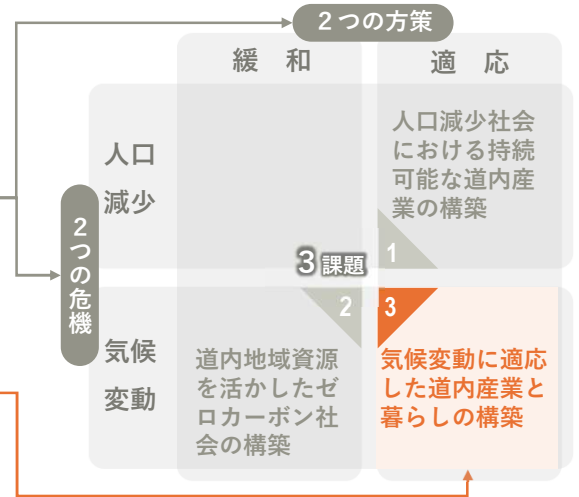 2つの方策
緩 和
適 応
人口
減少
人口減少社会
における持続
可能な道内産
業の構築
2つの危機
3課題
1
2
3
気候
変動
道内地域資源
を活かしたゼ
ロカーボン社
会の構築
気候変動に適応
した道内産業と
暮らしの構築